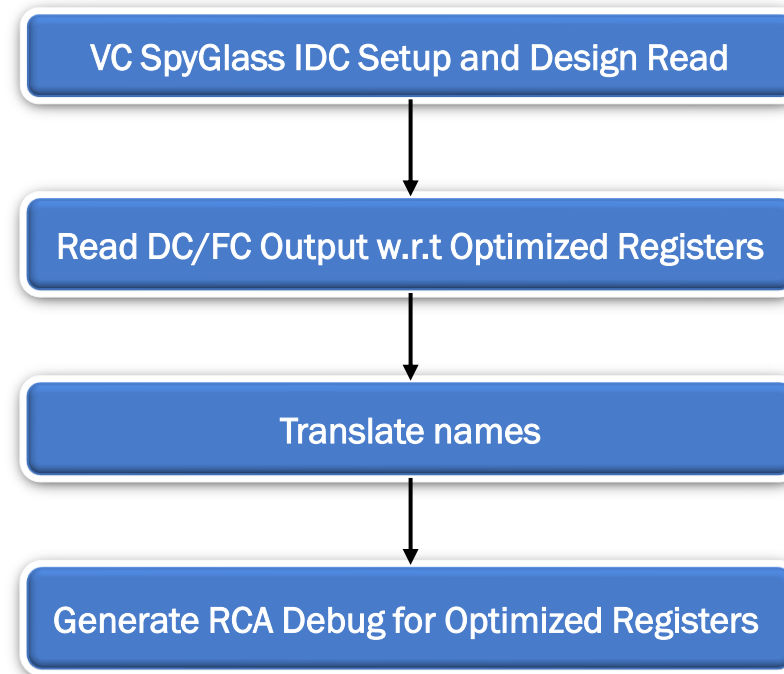 VC SpyGlass IDC Setup and Design Read
Read DC/FC Output w.r.t Optimized Registers
Translate names
Generate RCA Debug for Optimized Registers